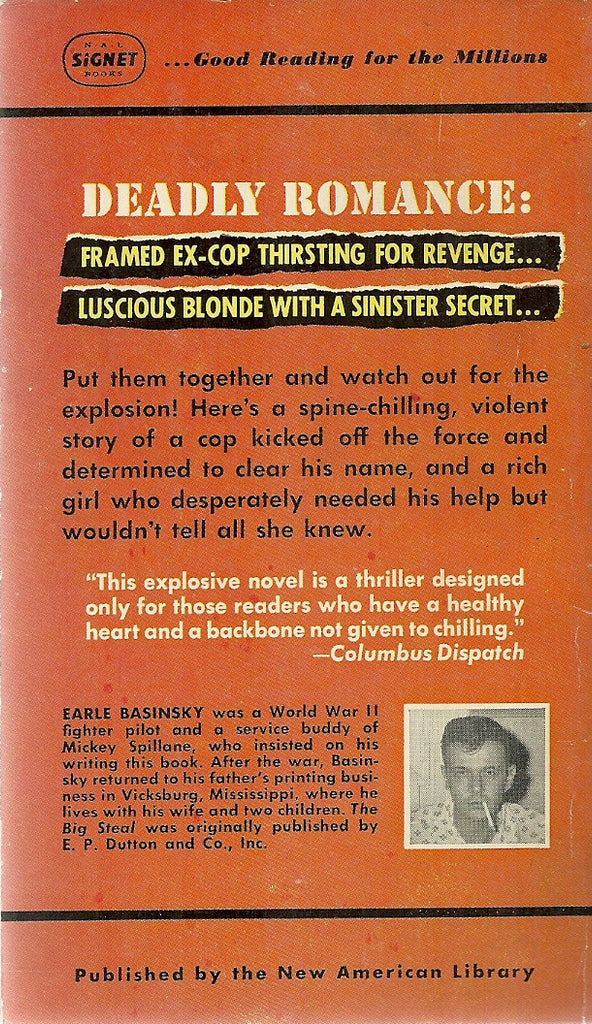 N.A.L
SIGNET
BOOKS
...Good Reading for the Millions
DEADLY ROMANCE:
FRAMED EX-COP THIRSTING FOR REVENGE...
LUSCIOUS BLONDE WITH A SINISTER SECRET...
Put them together and watch out for the
explosion! Here's a spine-chilling, violent
story of a cop kicked off the force and
determined to clear his name, and a rich
girl who desperately needed his help but
wouldn't tell all she knew.
“This explosive novel is a thriller designed
only for those readers who have a healthy
heart and a backbone not given to chilling.”
—Columbus Dispatch
EARLE BASINSKY was a World War II
fighter pilot and a service buddy of
Mickey Spillane, who insisted on his
writing this book. After the war, Basin-
sky returned to his father's printing busi-
ness in Vicksburg, Mississippi, where he
lives with his wife and two children. The
Big Steal was originally published by
E. P. Dutton and Co., Inc.
Published by the New American Library